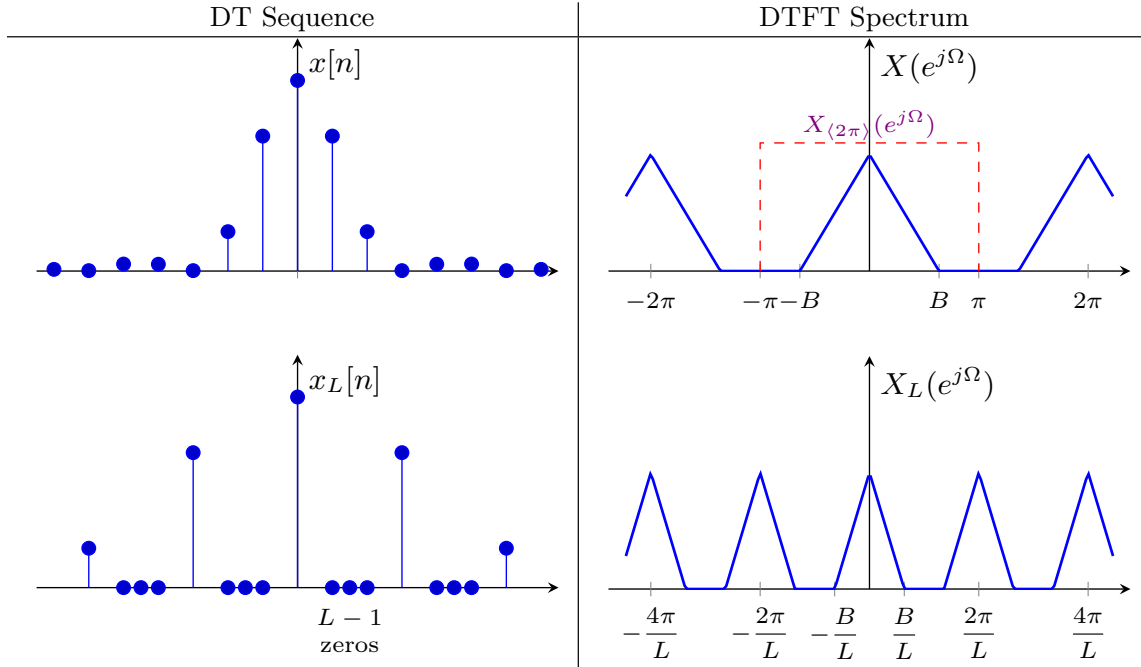 DT Sequence
DTFT Spectrum
x[n]
X(e^{jΩ})
X_{⟨2π⟩}(e^{jΩ})
−2π −π −B B π 2π
x_L[n]
X_L(e^{jΩ})
L − 1
zeros
−4π/L −2π/L −B/L B/L 2π/L 4π/L